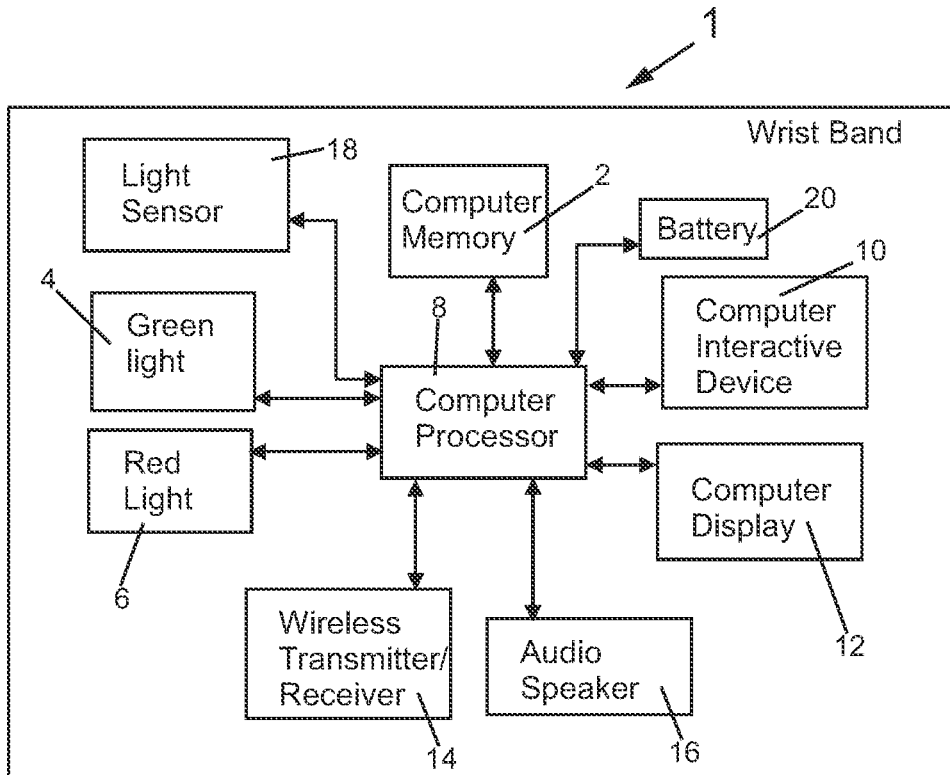 1
Wrist Band
18
Light
Sensor
Computer
Memory
2
Battery
20
4
Green
light
8
Computer
Processor
10
Computer
Interactive
Device
Red
Light
6
Computer
Display
12
Wireless
Transmitter/
Receiver
14
Audio
Speaker
16